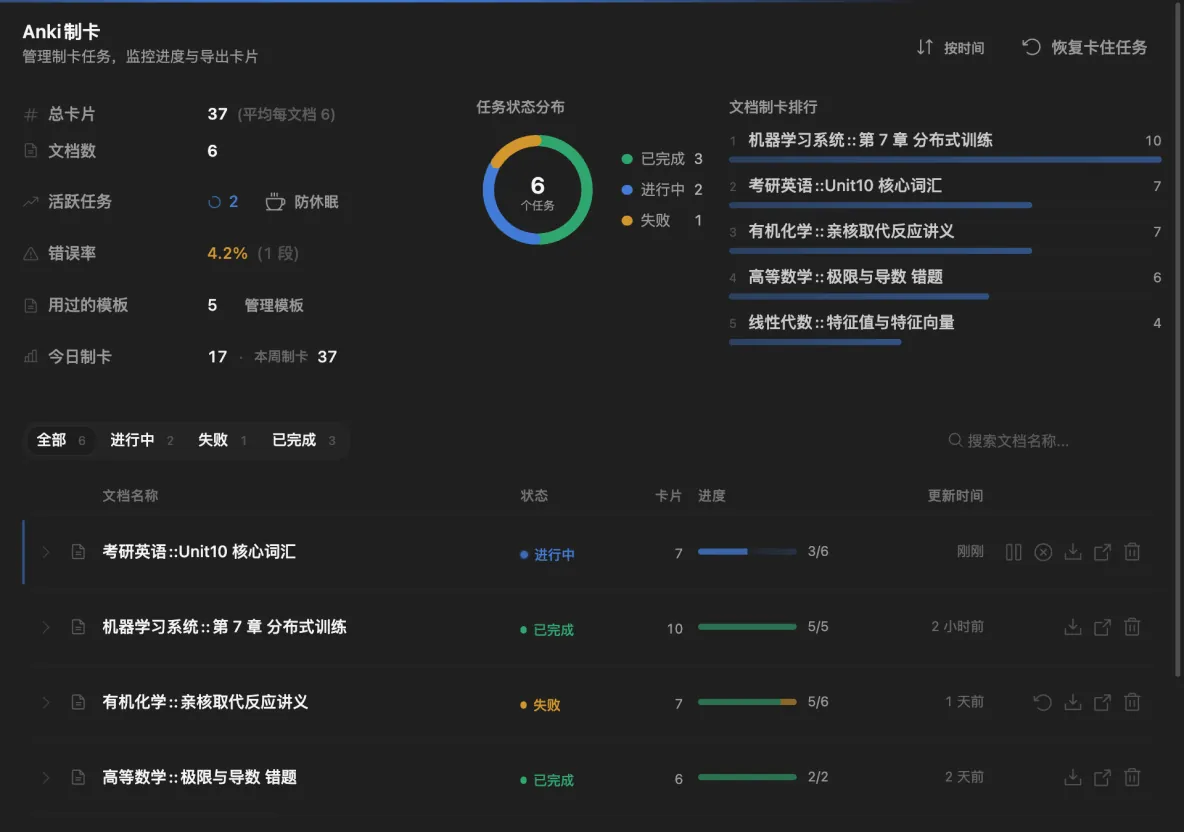 Anki制卡
管理制卡任务，监控进度与导出卡片
按时间
恢复卡住任务
总卡片 37 (平均每文档 6)
文档数 6
活跃任务 2 防休眠
错误率 4.2% (1 段)
用过的模板 5 管理模板
今日制卡 17 · 本周制卡 37
任务状态分布
6
个任务
已完成 3
进行中 2
失败 1
文档制卡排行
1 机器学习系统::第 7 章 分布式训练 10
2 考研英语::Unit10 核心词汇 7
3 有机化学::亲核取代反应讲义 7
4 高等数学::极限与导数 错题 6
5 线性代数::特征值与特征向量 4
全部 6 进行中 2 失败 1 已完成 3
搜索文档名称...
文档名称 状态 卡片 进度 更新时间
考研英语::Unit10 核心词汇 进行中 7 3/6 刚刚
机器学习系统::第 7 章 分布式训练 已完成 10 5/5 2 小时前
有机化学::亲核取代反应讲义 失败 7 5/6 1 天前
高等数学::极限与导数 错题 已完成 6 2/2 2 天前